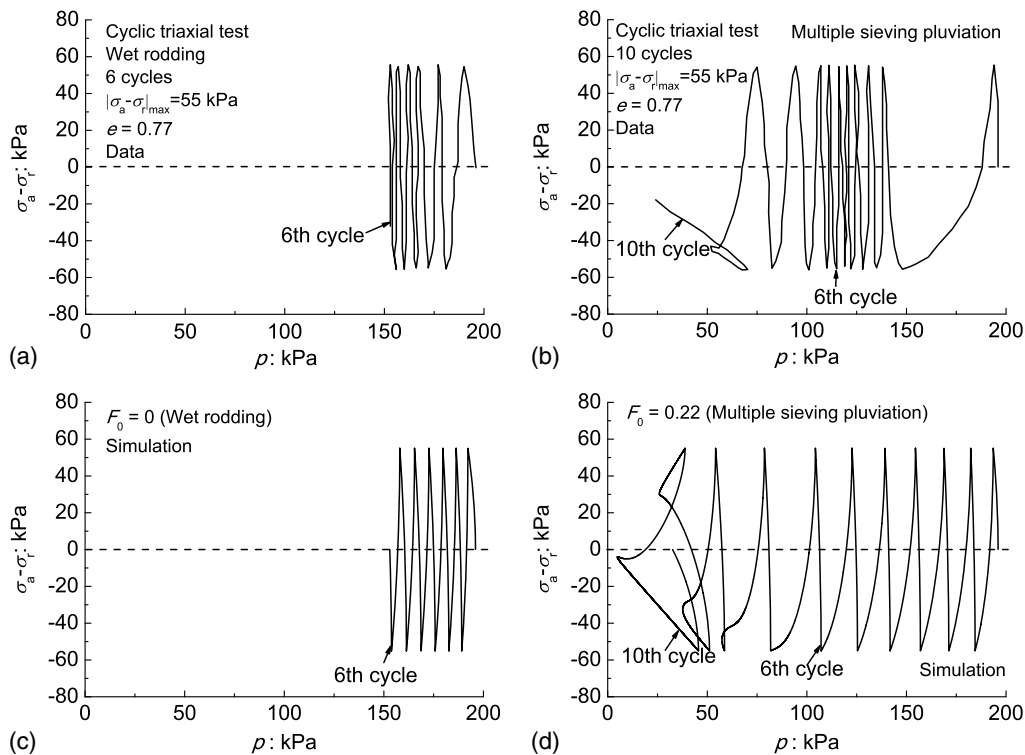 80
60
40
20
0
-20
-40
-60
-80
σa-σr: kPa
Cyclic triaxial test
Wet rodding
6 cycles
|σa-σr|max=55 kPa
e = 0.77
Data
6th cycle
0
50
100
150
200
p: kPa
(a)
80
60
40
20
0
-20
-40
-60
-80
σa-σr: kPa
Cyclic triaxial test
10 cycles
|σa-σr|max=55 kPa
e = 0.77
Data
Multiple sieving pluviation
10th cycle
6th cycle
0
50
100
150
200
p: kPa
(b)
80
60
40
20
0
-20
-40
-60
-80
σa-σr: kPa
F0 = 0 (Wet rodding)
Simulation
6th cycle
0
50
100
150
200
p: kPa
(c)
80
60
40
20
0
-20
-40
-60
-80
σa-σr: kPa
F0 = 0.22 (Multiple sieving pluviation)
10th cycle
6th cycle
Simulation
0
50
100
150
200
p: kPa
(d)